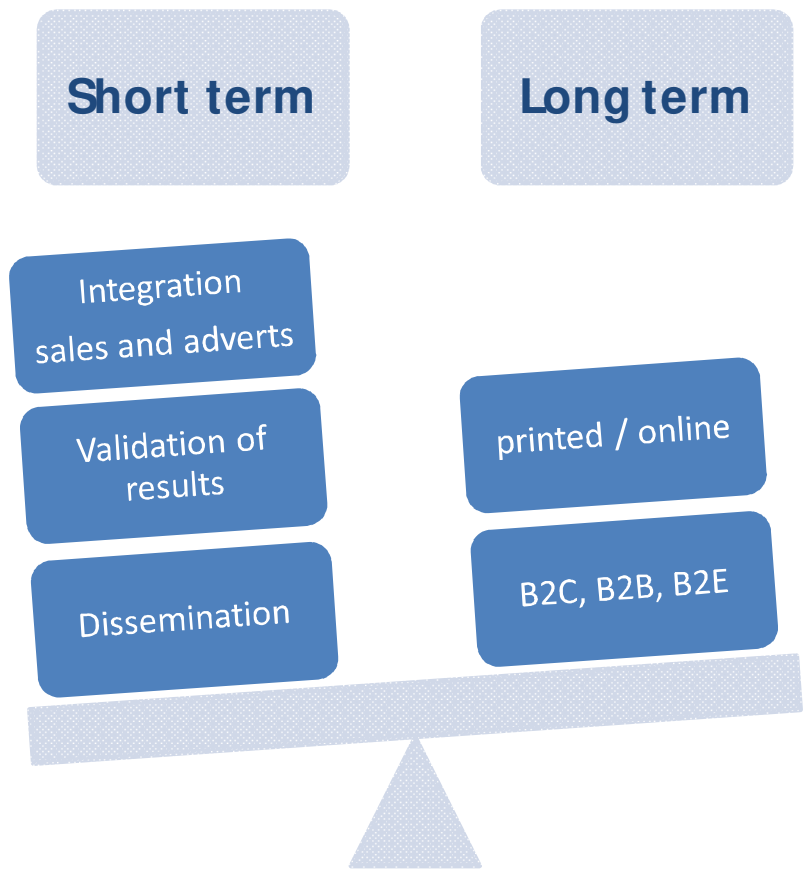 Short term
Long term
Integration
sales and adverts
Validation of
results
Dissemination
printed / online
B2C, B2B, B2E